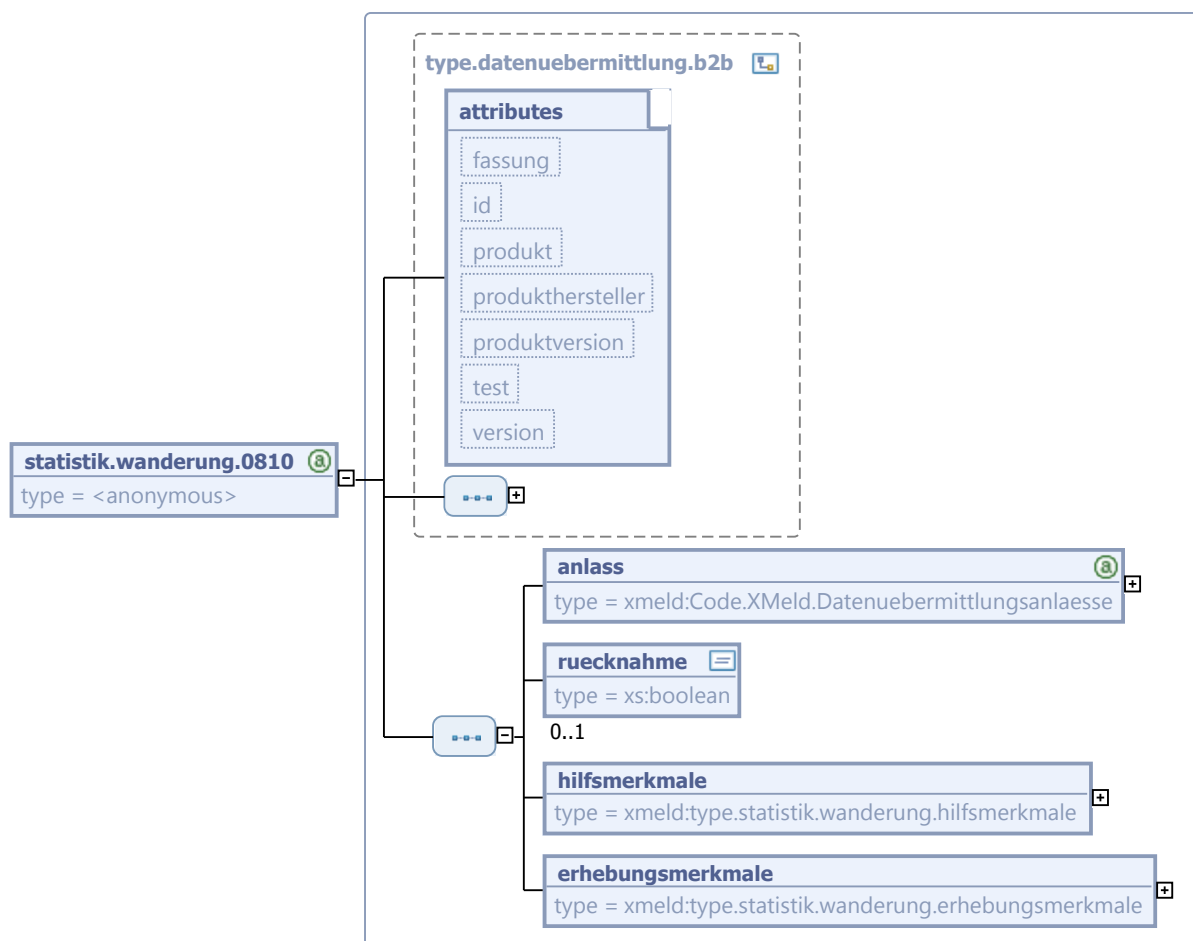 type.datenuebermittlung.b2b
attributes
fassung
id
produkt
produkthersteller
produktversion
test
version
statistik.wanderung.0810
type = <anonymous>
anlass
type = xmeld:Code.XMeld.Datenuebermittlungsanlaesse
ruecknahme
type = xs:boolean
0..1
hilfsmerkmale
type = xmeld:type.statistik.wanderung.hilfsmerkmale
erhebungsmerkmale
type = xmeld:type.statistik.wanderung.erhebungsmerkmale